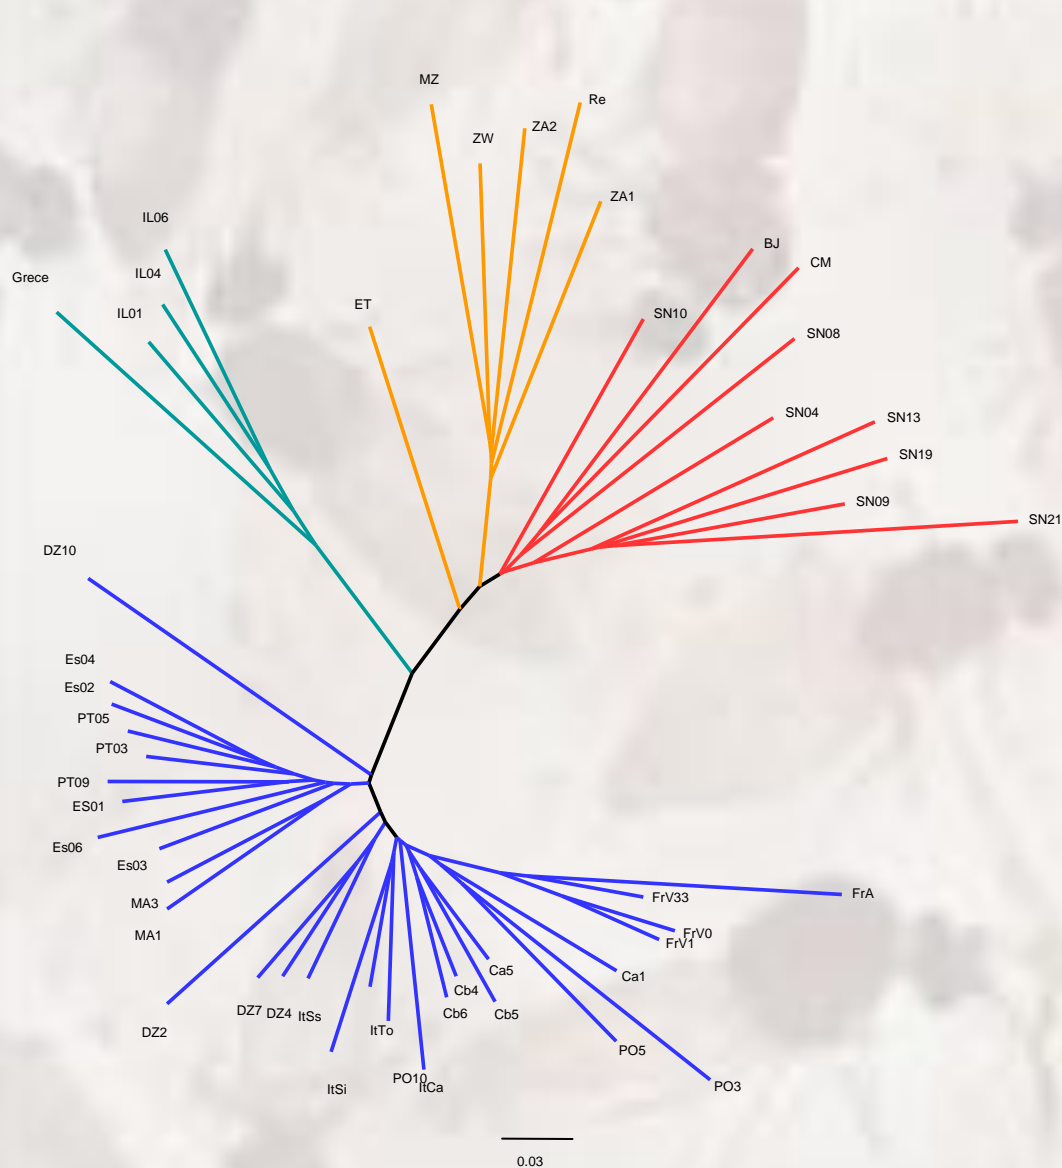 MZ
Re
ZA2
ZW
ZA1
IL06
BJ
CM
IL04
Grece
ET
IL01
SN10
SN08
SN04
SN13
SN19
SN09
SN21
DZ10
Es04
Es02
PT05
PT03
PT09
ES01
Es06
Es03
MA3
MA1
DZ2
DZ7
DZ4
ItSs
ItSi
ItTo
PO10
ItCa
Cb6
Cb4
Ca5
Cb5
FrA
FrV33
FrV0
FrV1
Ca1
PO5
PO3
0.03